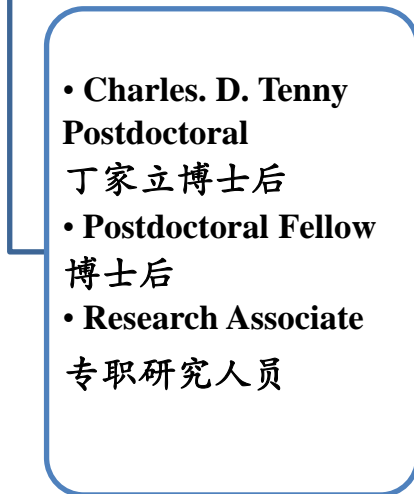 • Charles. D. Tenny
Postdoctoral
丁家立博士后
• Postdoctoral Fellow
博士后
• Research Associate
专职研究人员